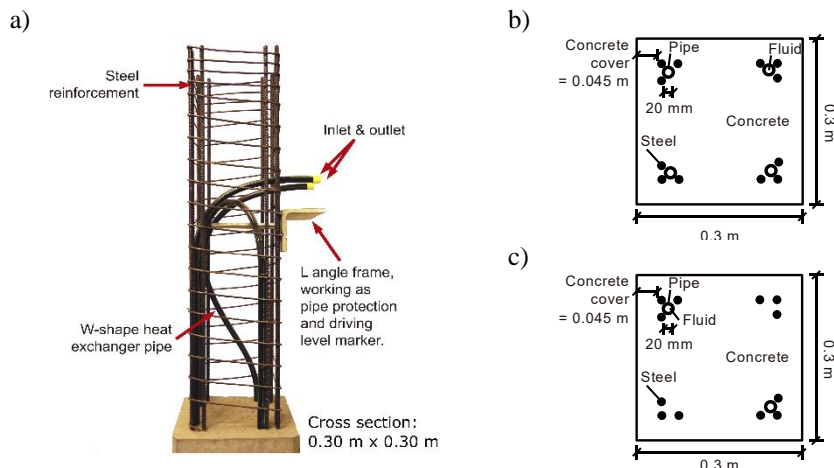 a)
Steel
reinforcement
Inlet & outlet
L angle frame,
working as
pipe protection
and driving
level marker.
W-shape heat
exchanger pipe
Cross section:
0.30 m x 0.30 m
b)
Concrete
cover
= 0.045 m
Pipe
Fluid
20 mm
Concrete
Steel
0.3 m
0.3 m
c)
Concrete
cover
= 0.045 m
Pipe
Fluid
20 mm
Concrete
Steel
0.3 m
0.3 m